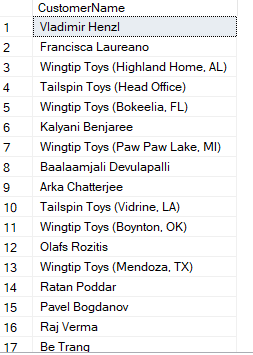 CustomerName
1 Vladimir Henzl
2 Francisca Laureano
3 Wingtip Toys (Highland Home, AL)
4 Tailspin Toys (Head Office)
5 Wingtip Toys (Bokeelia, FL)
6 Kalyani Benjaree
7 Wingtip Toys (Paw Paw Lake, MI)
8 Baalaamjali Devulapalli
9 Arka Chatterjee
10 Tailspin Toys (Vidrine, LA)
11 Wingtip Toys (Boynton, OK)
12 Olafs Rozitis
13 Wingtip Toys (Mendoza, TX)
14 Ratan Poddar
15 Pavel Bogdanov
16 Raj Verma
17 Be Trang